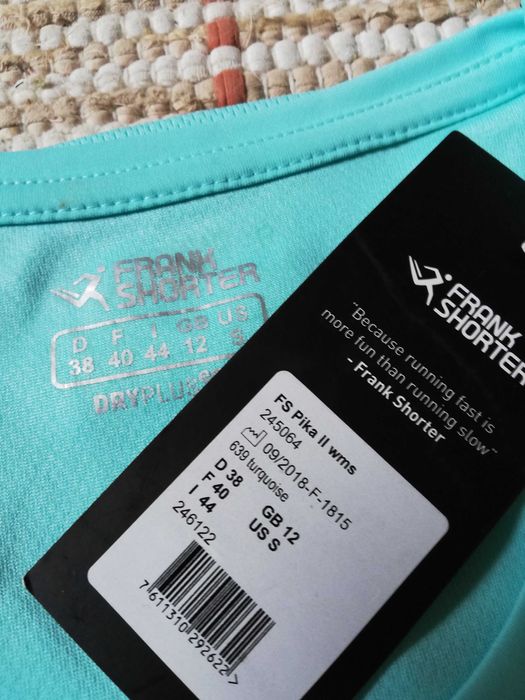 FRANK
SHORTER
D F I GB US
38 40 44 12 S
DRYPLUS
FRANK
SHORTER
"Because running fast is
more fun than running slow"
- Frank Shorter
FS Pika II wms
245064
09/2018-F-1815
639 turquoise
D 38 GB 12
F 40 US S
I 44
246122
7 611310 292622 >